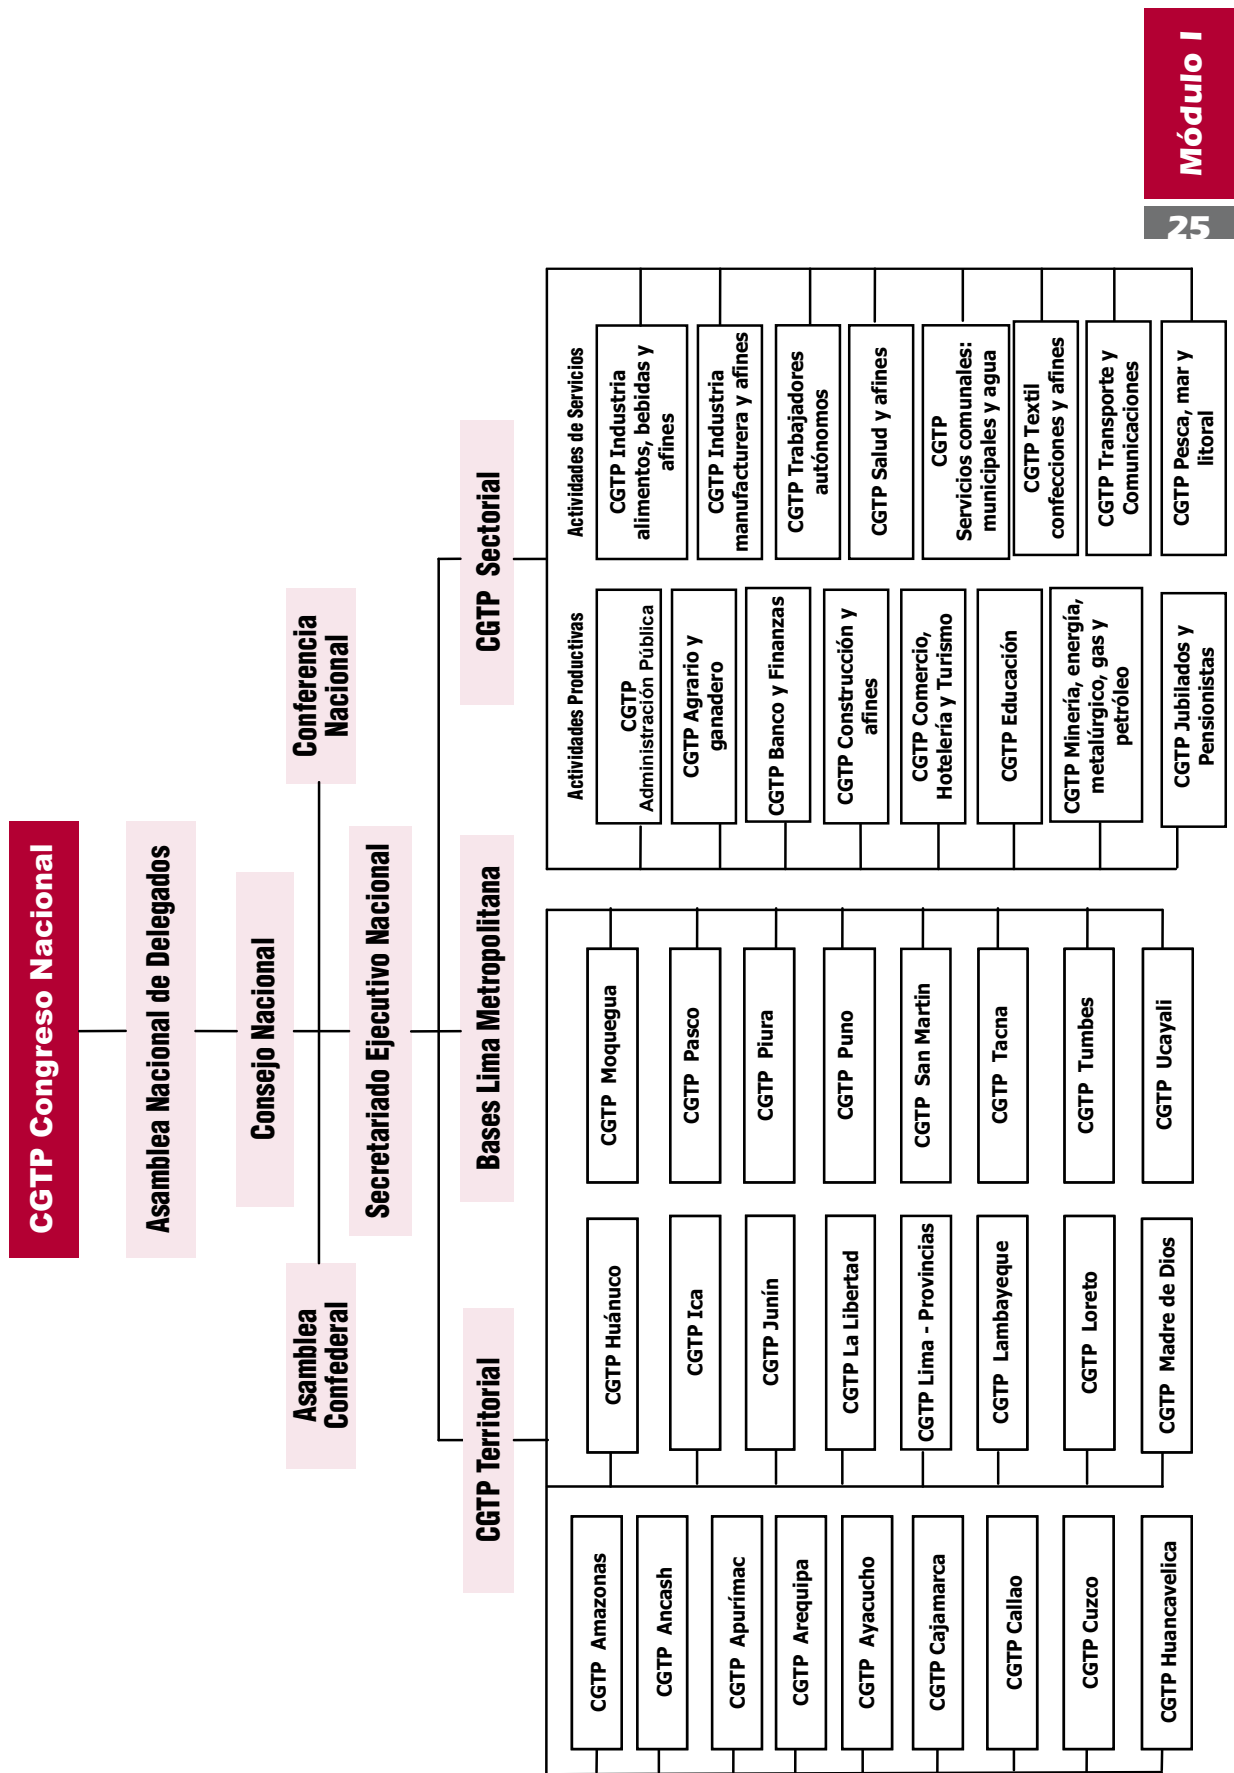 Módulo I
25
CGTP Congreso Nacional
Asamblea Nacional de Delegados
Consejo Nacional
Asamblea
Confederal
Conferencia
Nacional
Secretariado Ejecutivo Nacional
CGTP Territorial
Bases Lima Metropolitana
CGTP Sectorial
CGTP Amazonas
CGTP Ancash
CGTP Apurímac
CGTP Arequipa
CGTP Ayacucho
CGTP Cajamarca
CGTP Callao
CGTP Cuzco
CGTP Huancavelica
CGTP Huánuco
CGTP Ica
CGTP Junín
CGTP La Libertad
CGTP Lima - Provincias
CGTP Lambayeque
CGTP Loreto
CGTP Madre de Dios
CGTP Moquegua
CGTP Pasco
CGTP Piura
CGTP Puno
CGTP San Martin
CGTP Tacna
CGTP Tumbes
CGTP Ucayali
Actividades Productivas
CGTP
Administración Pública
CGTP Agrario y
ganadero
CGTP Banco y Finanzas
CGTP Construcción y
afines
CGTP Comercio,
Hotelería y Turismo
CGTP Educación
CGTP Minería, energía,
metalúrgico, gas y
petróleo
CGTP Jubilados y
Pensionistas
Actividades de Servicios
CGTP Industria
alimentos, bebidas y
afines
CGTP Industria
manufacturera y afines
CGTP Trabajadores
autónomos
CGTP Salud y afines
CGTP
Servicios comunales:
municipales y agua
CGTP Textil
confecciones y afines
CGTP Transporte y
Comunicaciones
CGTP Pesca, mar y
litoral